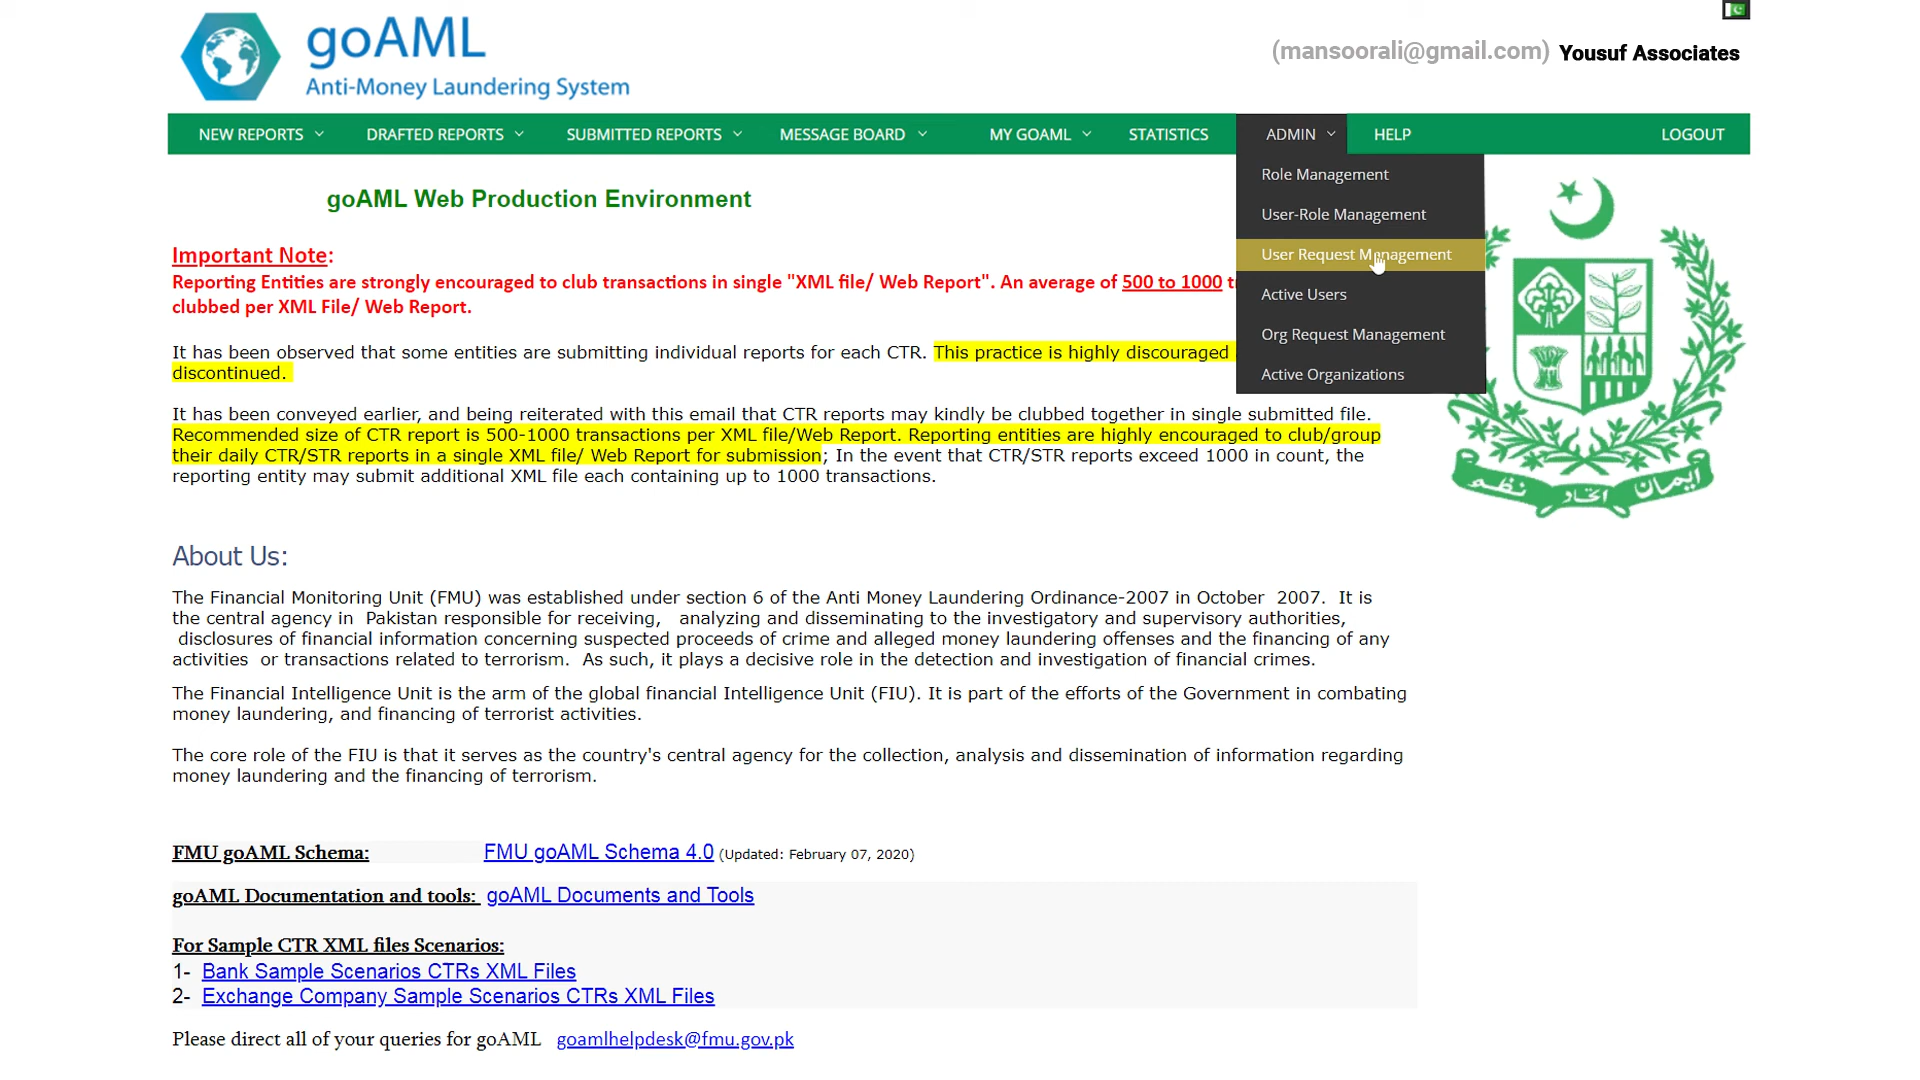 goAML
Anti-Money Laundering System
(mansoorali@gmail.com) Yousuf Associates
NEW REPORTS DRAFTED REPORTS SUBMITTED REPORTS MESSAGE BOARD MY GOAML STATISTICS ADMIN HELP LOGOUT
Role Management
User-Role Management
User Request Management
Active Users
Org Request Management
Active Organizations
goAML Web Production Environment
Important Note:
Reporting Entities are strongly encouraged to club transactions in single "XML file/ Web Report". An average of 500 to 1000
clubbed per XML File/ Web Report.
It has been observed that some entities are submitting individual reports for each CTR. This practice is highly discouraged
discontinued.
It has been conveyed earlier, and being reiterated with this email that CTR reports may kindly be clubbed together in single submitted file.
Recommended size of CTR report is 500-1000 transactions per XML file/Web Report. Reporting entities are highly encouraged to club/group
their daily CTR/STR reports in a single XML file/ Web Report for submission; In the event that CTR/STR reports exceed 1000 in count, the
reporting entity may submit additional XML file each containing up to 1000 transactions.
ایمان اتحاد نظم
About Us:
The Financial Monitoring Unit (FMU) was established under section 6 of the Anti Money Laundering Ordinance-2007 in October 2007. It is
the central agency in Pakistan responsible for receiving, analyzing and disseminating to the investigatory and supervisory authorities,
disclosures of financial information concerning suspected proceeds of crime and alleged money laundering offenses and the financing of any
activities or transactions related to terrorism. As such, it plays a decisive role in the detection and investigation of financial crimes.
The Financial Intelligence Unit is the arm of the global financial Intelligence Unit (FIU). It is part of the efforts of the Government in combating
money laundering, and financing of terrorist activities.
The core role of the FIU is that it serves as the country's central agency for the collection, analysis and dissemination of information regarding
money laundering and the financing of terrorism.
FMU goAML Schema: FMU goAML Schema 4.0 (Updated: February 07, 2020)
goAML Documentation and tools: goAML Documents and Tools
For Sample CTR XML files Scenarios:
1- Bank Sample Scenarios CTRs XML Files
2- Exchange Company Sample Scenarios CTRs XML Files
Please direct all of your queries for goAML goamlhelpdesk@fmu.gov.pk